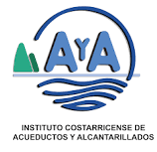 AyA
INSTITUTO COSTARRICENSE DE
ACUEDUCTOS Y ALCANTARILLADOS